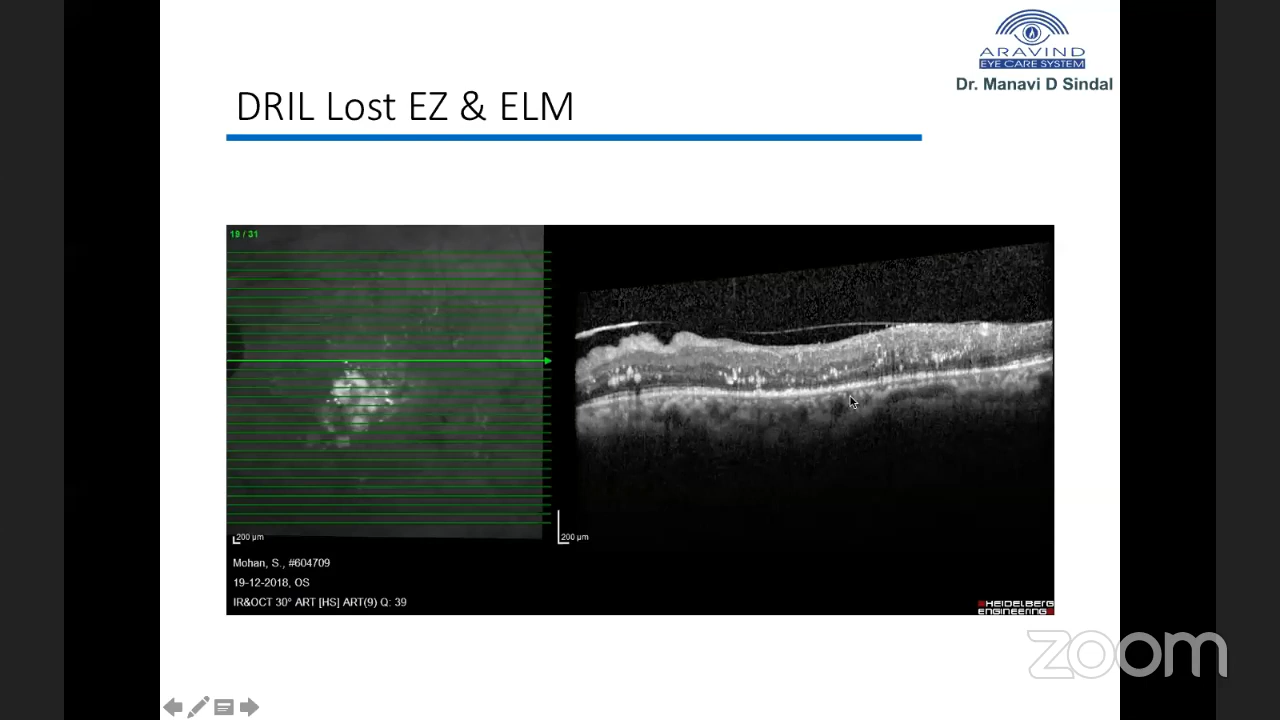 ARAVIND
EYE CARE SYSTEM
Dr. Manavi D Sindal
DRIL Lost EZ & ELM
19 / 31
200 µm
200 µm
Mohan, S., #604709
19-12-2018, OS
IR&OCT 30° ART [HS] ART(9) Q: 39
HEIDELBERG
ENGINEERING
zoom